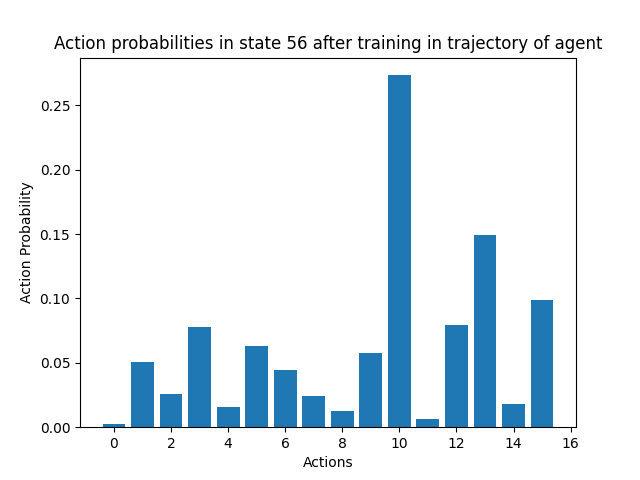 Action probabilities in state 56 after training in trajectory of agent
Action Probability
0.25
0.20
0.15
0.10
0.05
0.00
0 2 4 6 8 10 12 14 16
Actions